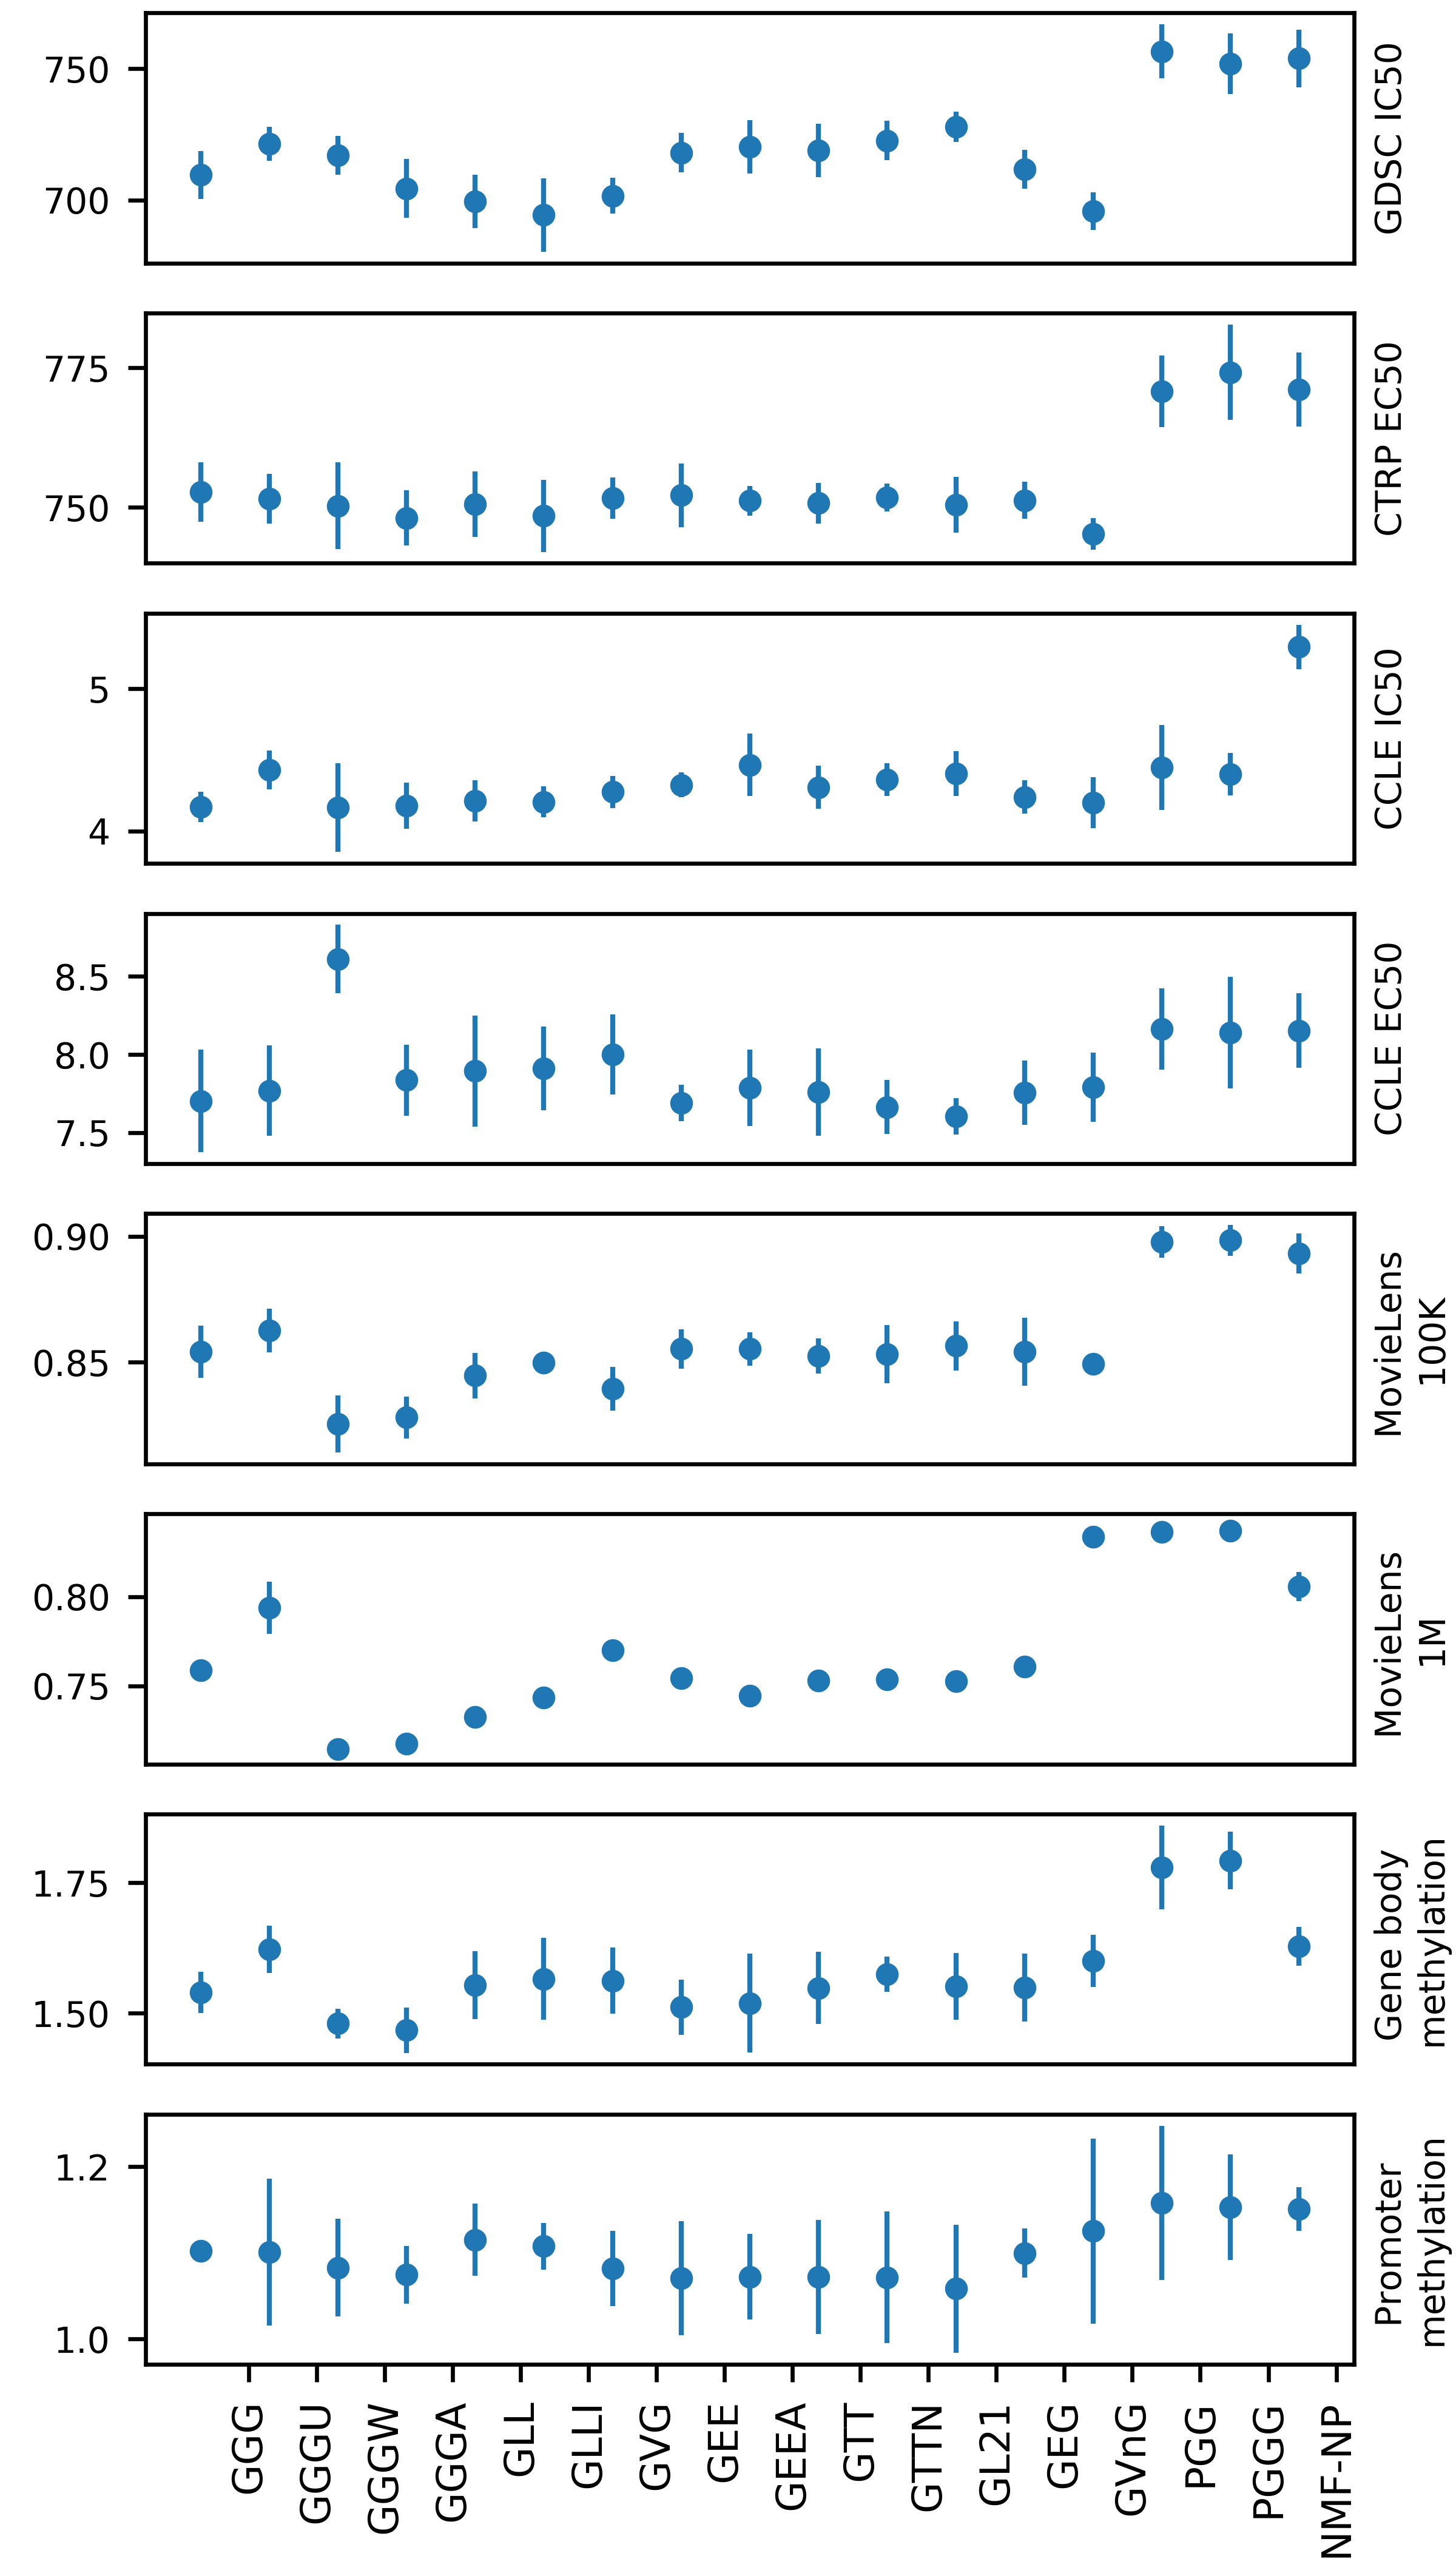 750
700
GDSC IC50
775
750
CTRP EC50
5
4
CCLE IC50
8.5
8.0
7.5
CCLE EC50
0.90
0.85
MovieLens
100K
0.80
0.75
MovieLens
1M
1.75
1.50
Gene body
methylation
1.2
1.0
Promoter
methylation
GGG
GGGU
GGGW
GGGA
GLL
GLLI
GVG
GEE
GEEA
GTT
GTTN
GL21
GEG
GVnG
PGG
PGGG
NMF-NP